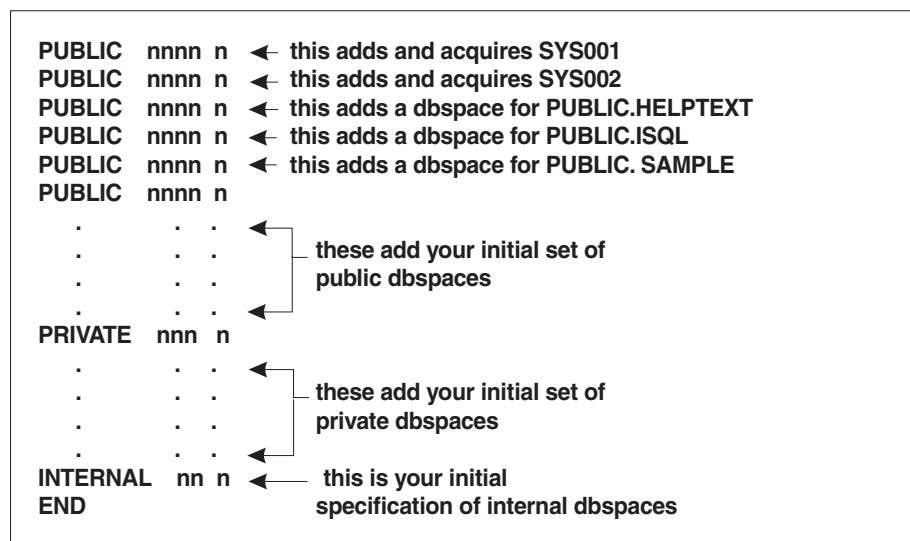 PUBLIC nnnn n this adds and acquires SYS001
PUBLIC nnnn n this adds and acquires SYS002
PUBLIC nnnn n this adds a dbspace for PUBLIC.HELPTEXT
PUBLIC nnnn n this adds a dbspace for PUBLIC.ISQL
PUBLIC nnnn n this adds a dbspace for PUBLIC. SAMPLE
PUBLIC nnnn n
. . .
. . . these add your initial set of
. . . public dbspaces
. . .
PRIVATE nnn n
. . .
. . . these add your initial set of
. . . private dbspaces
. . .
INTERNAL nn n this is your initial
END specification of internal dbspaces